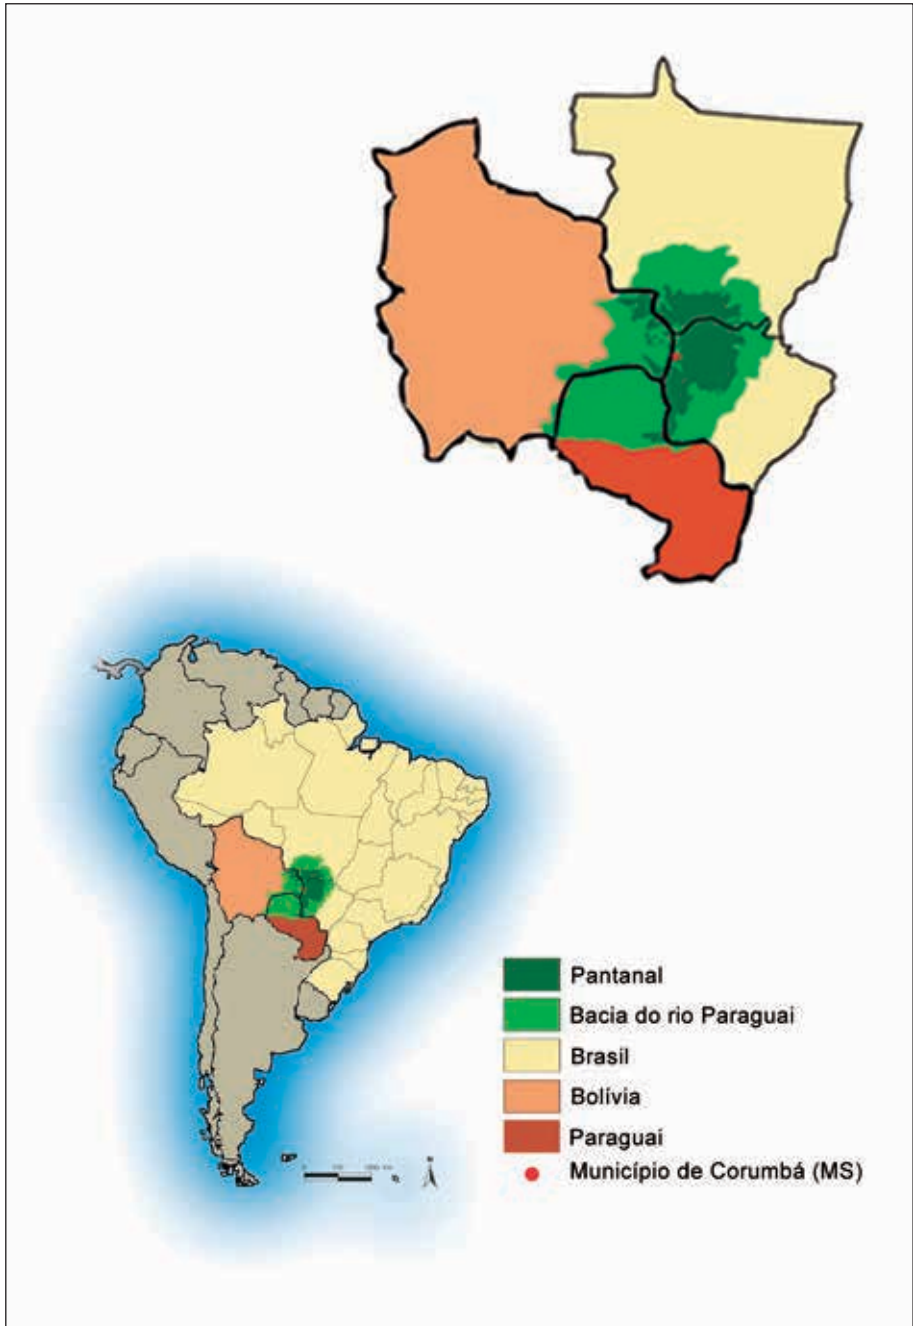 Pantanal
Bacia do rio Paraguai
Brasil
Bolívia
Paraguai
Município de Corumbá (MS)
N